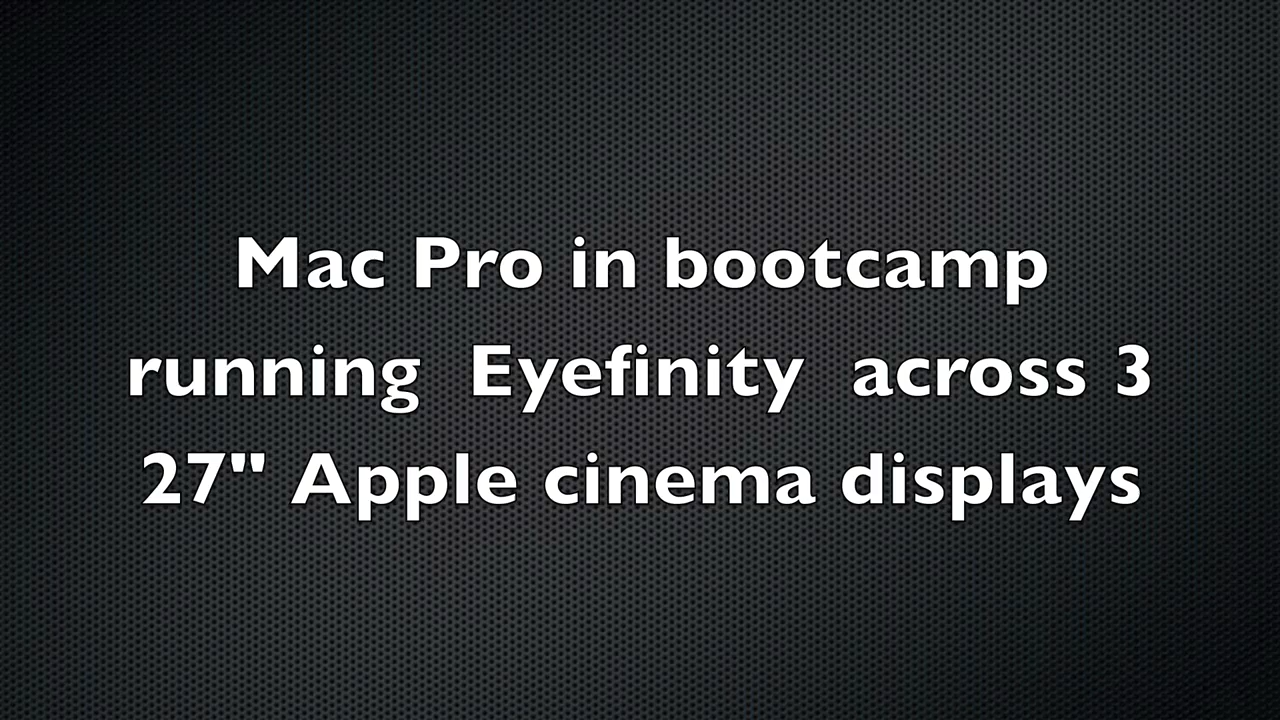 Mac Pro in bootcamp
running Eyefinity across 3
27" Apple cinema displays